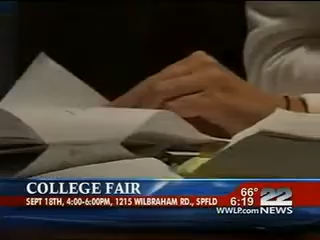 COLLEGE FAIR
SEPT 18TH, 4:00-6:00PM, 1215 WILBRAHAM RD., SPFLD
66°
6:19
22
WWLP.COM NEWS